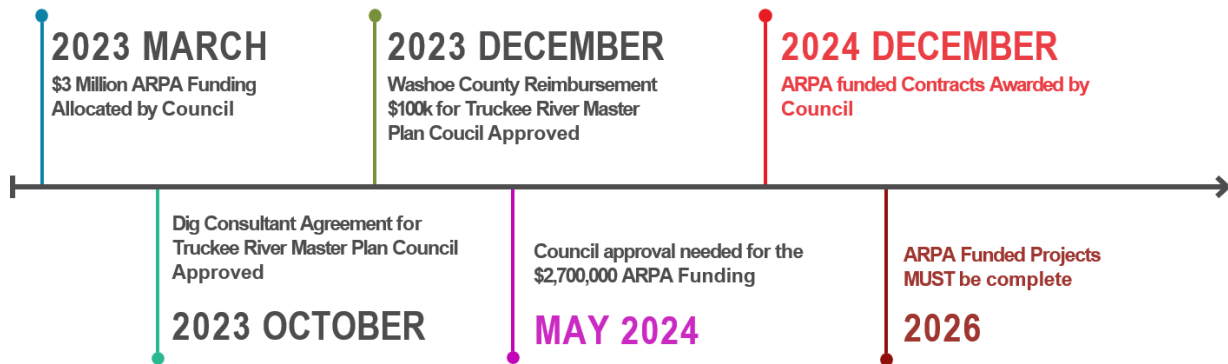 2023 MARCH
$3 Million ARPA Funding
Allocated by Council
2023 DECEMBER
Washoe County Reimbursement
$100k for Truckee River Master
Plan Coucil Approved
2024 DECEMBER
ARPA funded Contracts Awarded by
Council
Dig Consultant Agreement for
Truckee River Master Plan Council
Approved
2023 OCTOBER
Council approval needed for the
$2,700,000 ARPA Funding
MAY 2024
ARPA Funded Projects
MUST be complete
2026